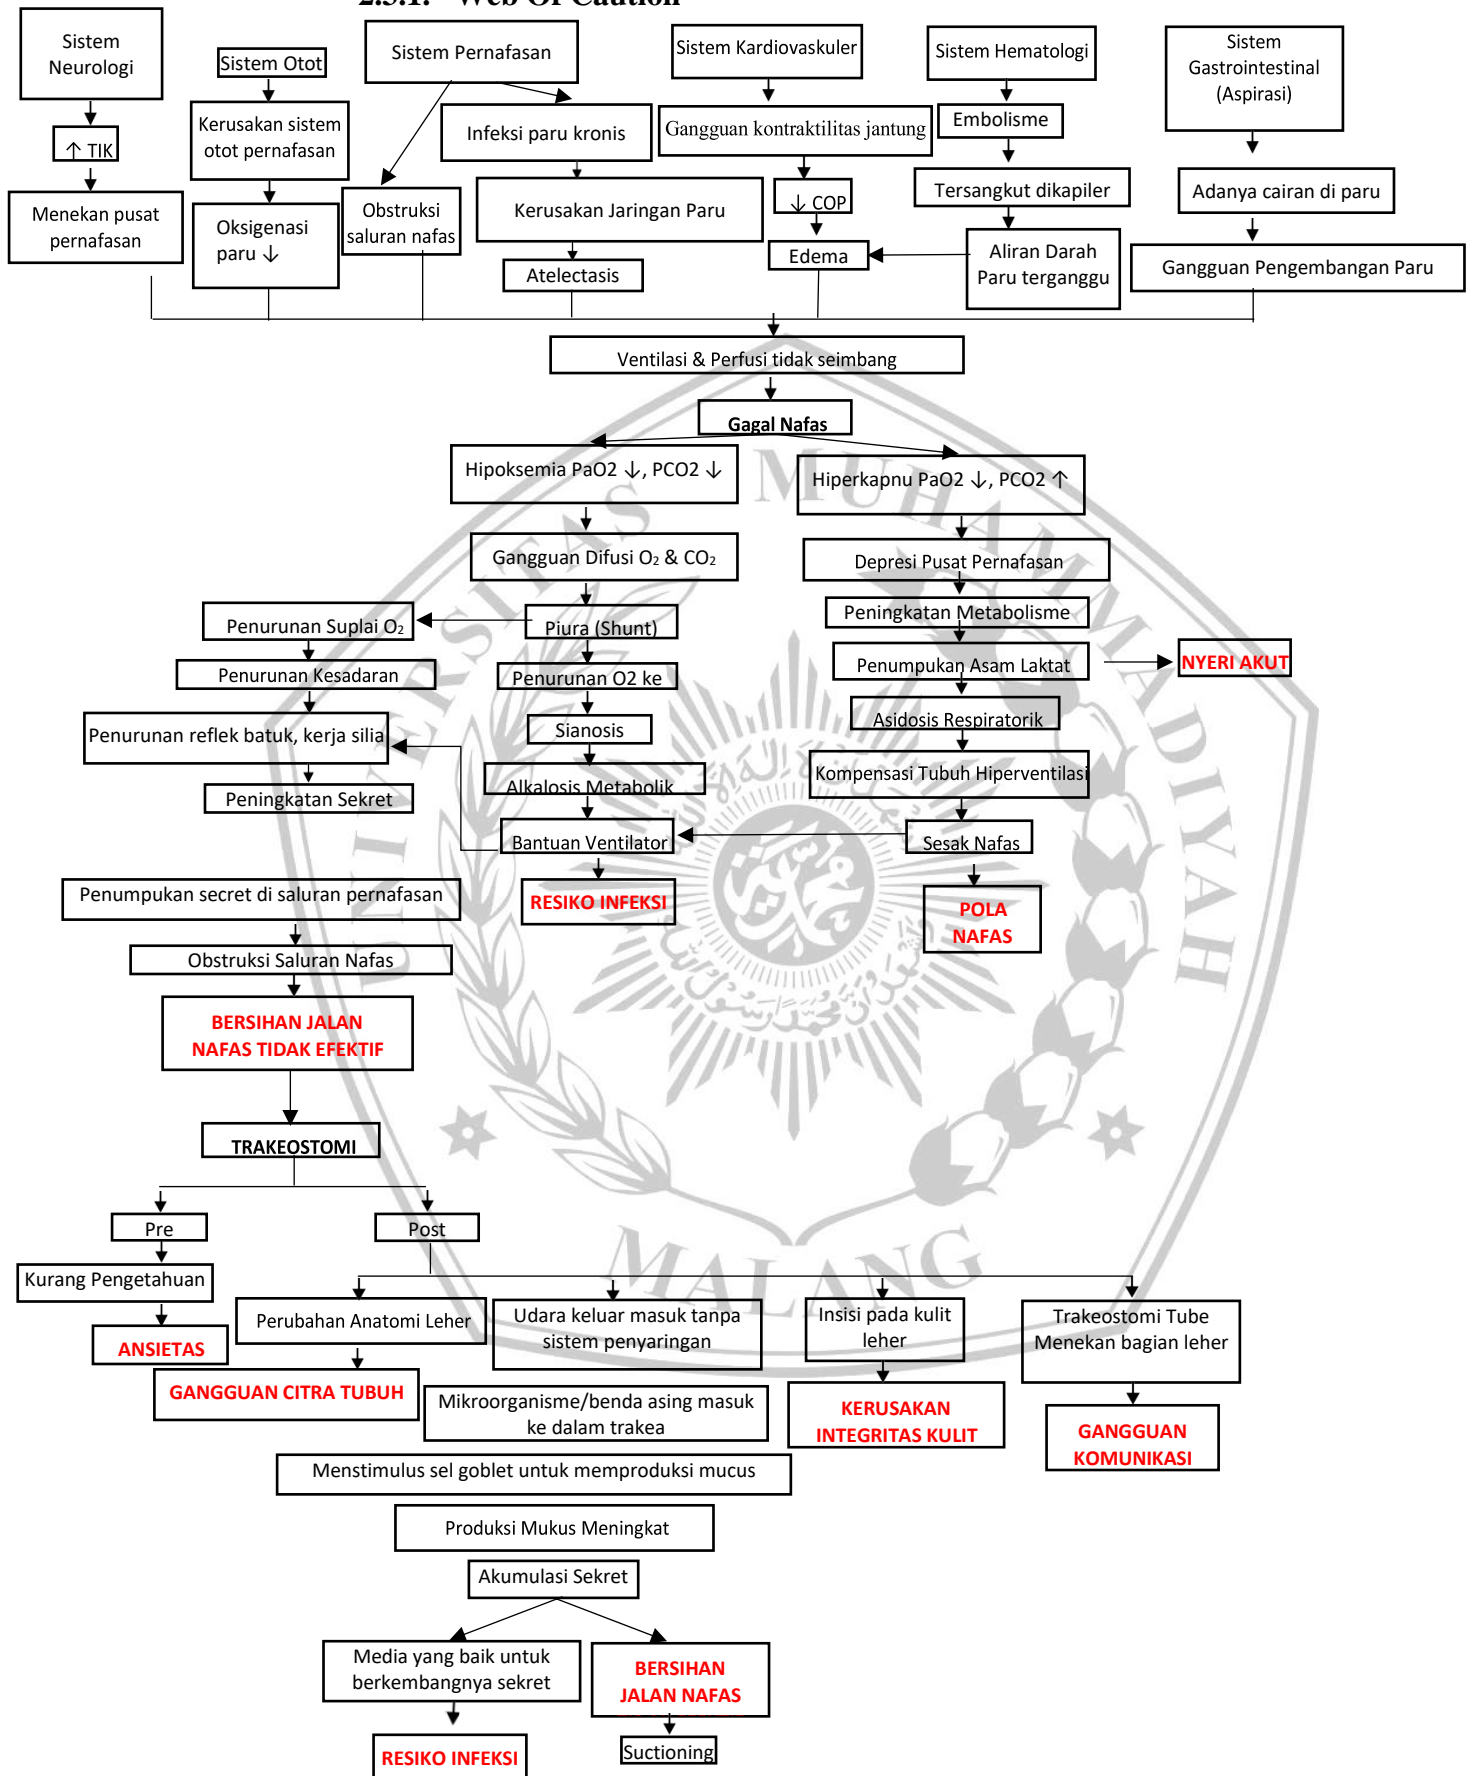 2.3.1. Web Of Caution
Sistem
Neurologi
Sistem Otot
Sistem Pernafasan
Sistem Kardiovaskuler
Sistem Hematologi
Sistem
Gastrointestinal
(Aspirasi)
↑ TIK
Kerusakan sistem
otot pernafasan
Infeksi paru kronis
Gangguan kontraktilitas jantung
Embolisme
Menekan pusat
pernafasan
Oksigenasi
paru ↓
Obstruksi
saluran nafas
Kerusakan Jaringan Paru
↓ COP
Tersangkut dikapiler
Adanya cairan di paru
Atelectasis
Edema
Aliran Darah
Paru terganggu
Gangguan Pengembangan Paru
Ventilasi & Perfusi tidak seimbang
Gagal Nafas
Hipoksemia PaO2 ↓, PCO2 ↓
Hiperkapnu PaO2 ↓, PCO2 ↑
Gangguan Difusi O₂ & CO₂
Depresi Pusat Pernafasan
Penurunan Suplai O₂
Piura (Shunt)
Peningkatan Metabolisme
Penurunan Kesadaran
Penurunan O2 ke
Penumpukan Asam Laktat
NYERI AKUT
Penurunan reflek batuk, kerja silia
Sianosis
Asidosis Respiratorik
Peningkatan Sekret
Alkalosis Metabolik
Kompensasi Tubuh Hiperventilasi
Bantuan Ventilator
Sesak Nafas
Penumpukan secret di saluran pernafasan
RESIKO INFEKSI
POLA
NAFAS
Obstruksi Saluran Nafas
BERSIHAN JALAN
NAFAS TIDAK EFEKTIF
TRAKEOSTOMI
Pre
Post
Kurang Pengetahuan
ANSIETAS
Perubahan Anatomi Leher
GANGGUAN CITRA TUBUH
Udara keluar masuk tanpa
sistem penyaringan
Insisi pada kulit
leher
Trakeostomi Tube
Menekan bagian leher
Mikroorganisme/benda asing masuk
ke dalam trakea
KERUSAKAN
INTEGRITAS KULIT
GANGGUAN
KOMUNIKASI
Menstimulus sel goblet untuk memproduksi mucus
Produksi Mukus Meningkat
Akumulasi Sekret
Media yang baik untuk
berkembangnya sekret
BERSIHAN
JALAN NAFAS
RESIKO INFEKSI
Suctioning
UNIVERSITAS MUHAMMADIYAH
MALANG